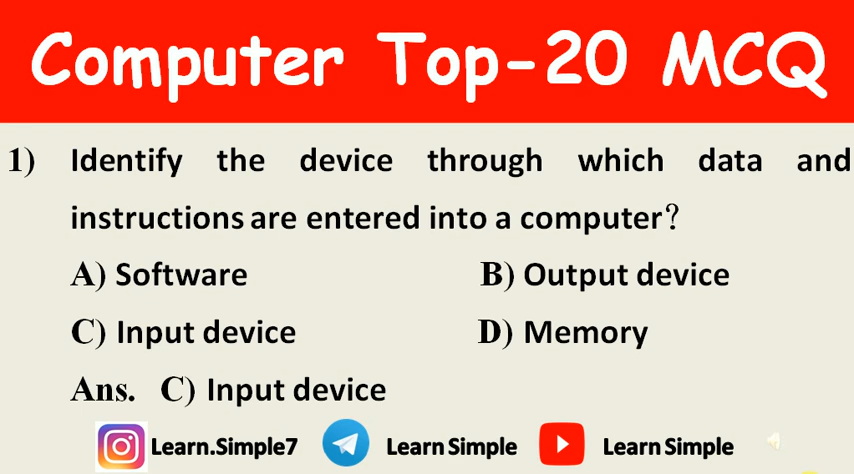 Computer Top-20 MCQ
1) Identify the device through which data and
instructions are entered into a computer?
A) Software B) Output device
C) Input device D) Memory
Ans. C) Input device
Learn.Simple7 Learn Simple Learn Simple